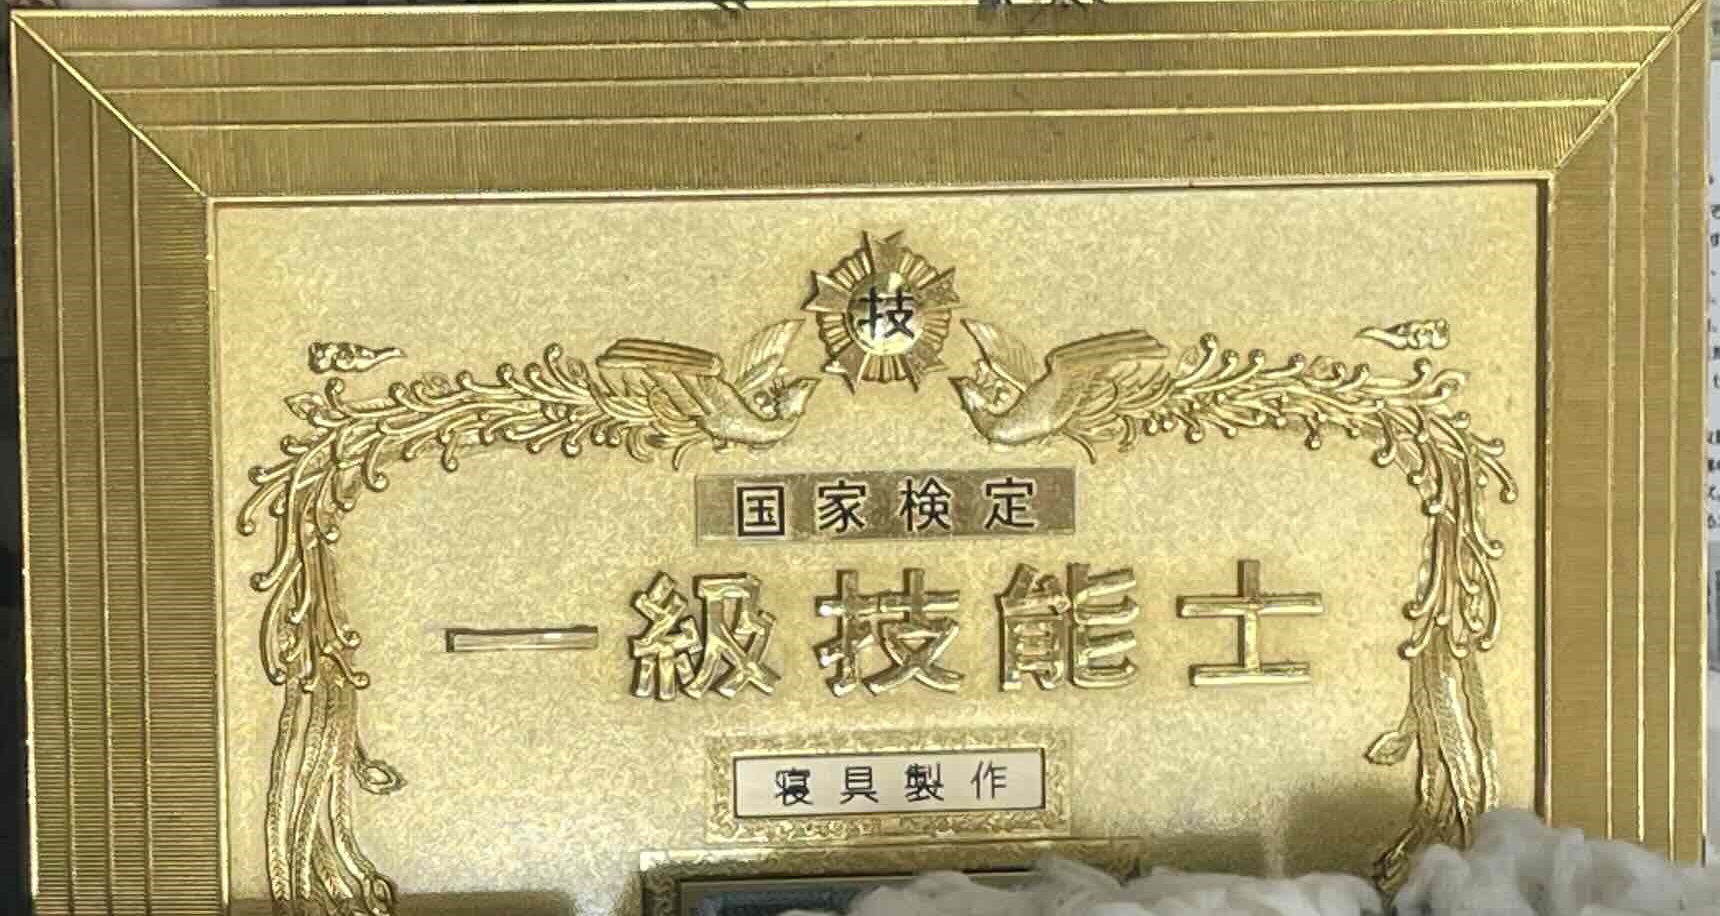 技
国家検定
一級技能士
寝具製作